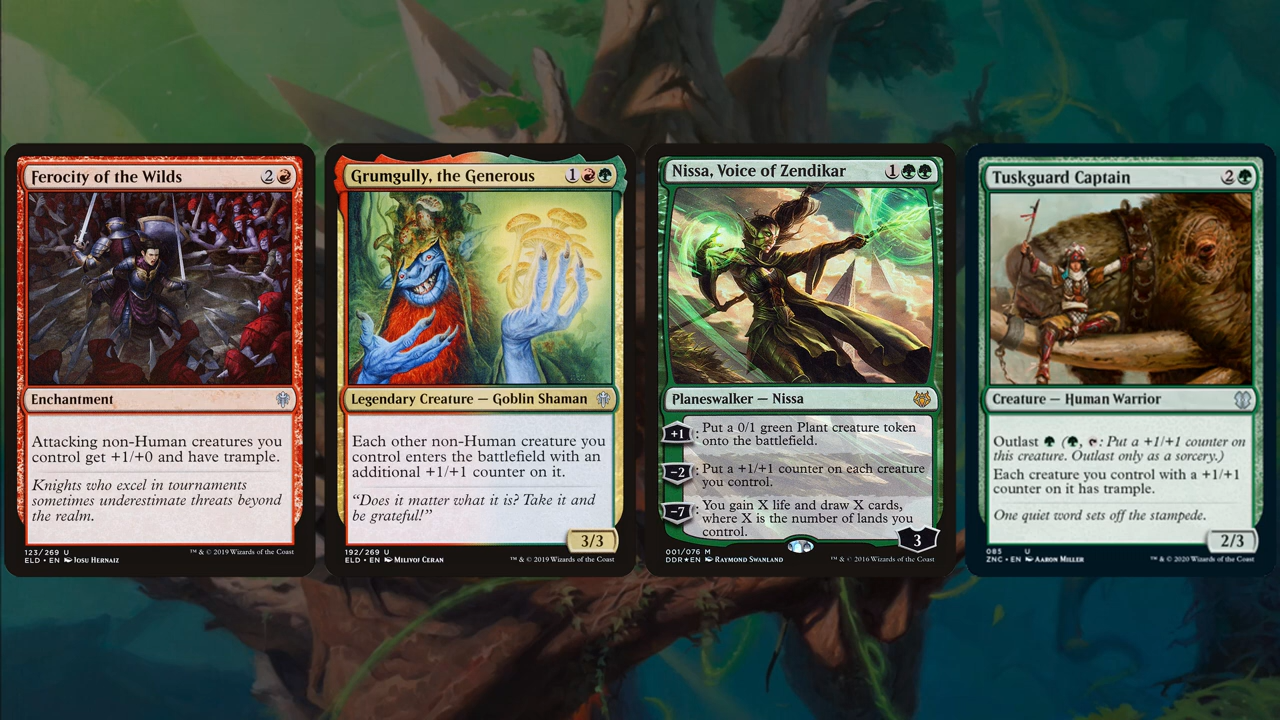 Ferocity of the Wilds 2
Enchantment
Attacking non-Human creatures you
control get +1/+0 and have trample.
Knights who excel in tournaments
sometimes underestimate threats beyond
the realm.
123/269 U
ELD • EN Iosu Hernaiz
™ & © 2019 Wizards of the Coast
Grumgully, the Generous 1
Legendary Creature — Goblin Shaman
Each other non-Human creature you
control enters the battlefield with an
additional +1/+1 counter on it.
“Does it matter what it is? Take it and
be grateful!”
3/3
192/269 U
ELD • EN Milivoj Ćeran
™ & © 2019 Wizards of the Coast
Nissa, Voice of Zendikar 1
Planeswalker — Nissa
+1: Put a 0/1 green Plant creature token
onto the battlefield.
−2: Put a +1/+1 counter on each creature
you control.
−7: You gain X life and draw X cards,
where X is the number of lands you
control.
3
001/076 M
DDR ★ EN Raymond Swanland
™ & © 2016 Wizards of the Coast
Tuskguard Captain 2
Creature — Human Warrior
Outlast (, : Put a +1/+1 counter on
this creature. Outlast only as a sorcery.)
Each creature you control with a +1/+1
counter on it has trample.
One quiet word sets off the stampede.
2/3
085 U
ZNC • EN Aaron Miller
™ & © 2020 Wizards of the Coast